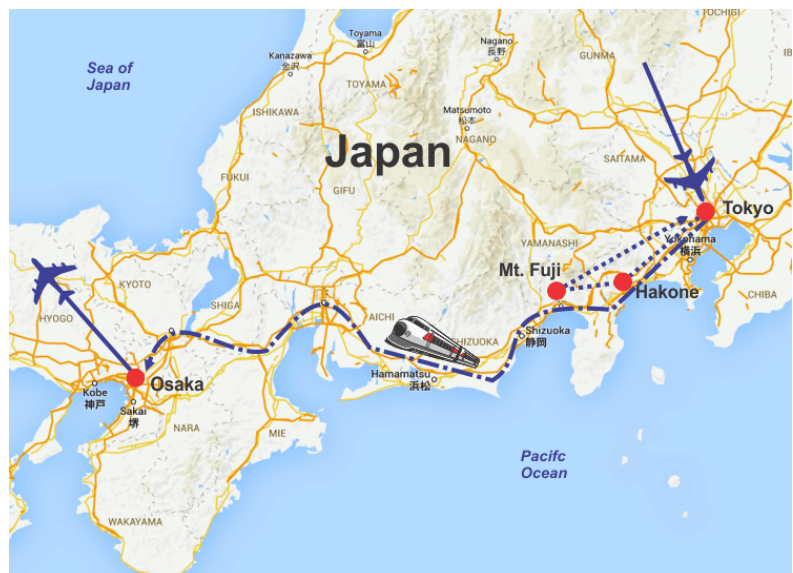 TOCHIGI
Toyama
富山
Nagano
長野
GUNMA
IB
Kanazawa
金沢
Sea of
Japan
TOYAMA
ISHIKAWA
Matsumoto
松本
NAGANO
Japan
SAITAMA
FUKUI
GIFU
Tokyo
YAMANASHI
Yokohama
横浜
Mt. Fuji
KYOTO
Hakone
CHIBA
SHIGA
HYOGO
AICHI
Shizuoka
静岡
SHIZUOKA
Hamamatsu
浜松
Osaka
Kobe
神戸
Sakai
堺
NARA
MIE
Pacifc
Ocean
WAKAYAMA